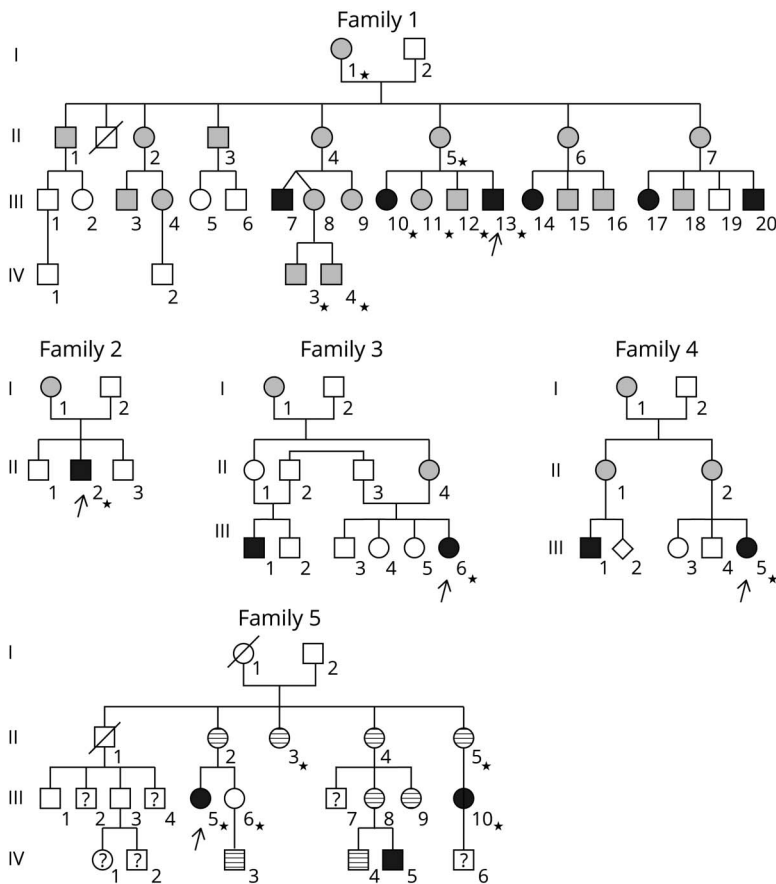 Family 1
I
1★ 2
II
1 2 3 4 5★ 6 7
III
1 2 3 4 5 6 7 8 9 10★ 11★ 12★ 13★ 14 15 16 17 18 19 20
IV
1 2 3★ 4★
Family 2 Family 3 Family 4
I 1 2 I 1 2 I 1 2
II 1 2★ 3 II 1 2 3 4 II 1 2
III 1 2 3 4 5 6★ III 1 2 3 4 5★
Family 5
I
1 2
II
1 2 3★ 4 5★
III
? ? ?
1 2 3 4 5★ 6★ 7 8 9 10★
IV
? ? ?
1 2 3 4 5 6